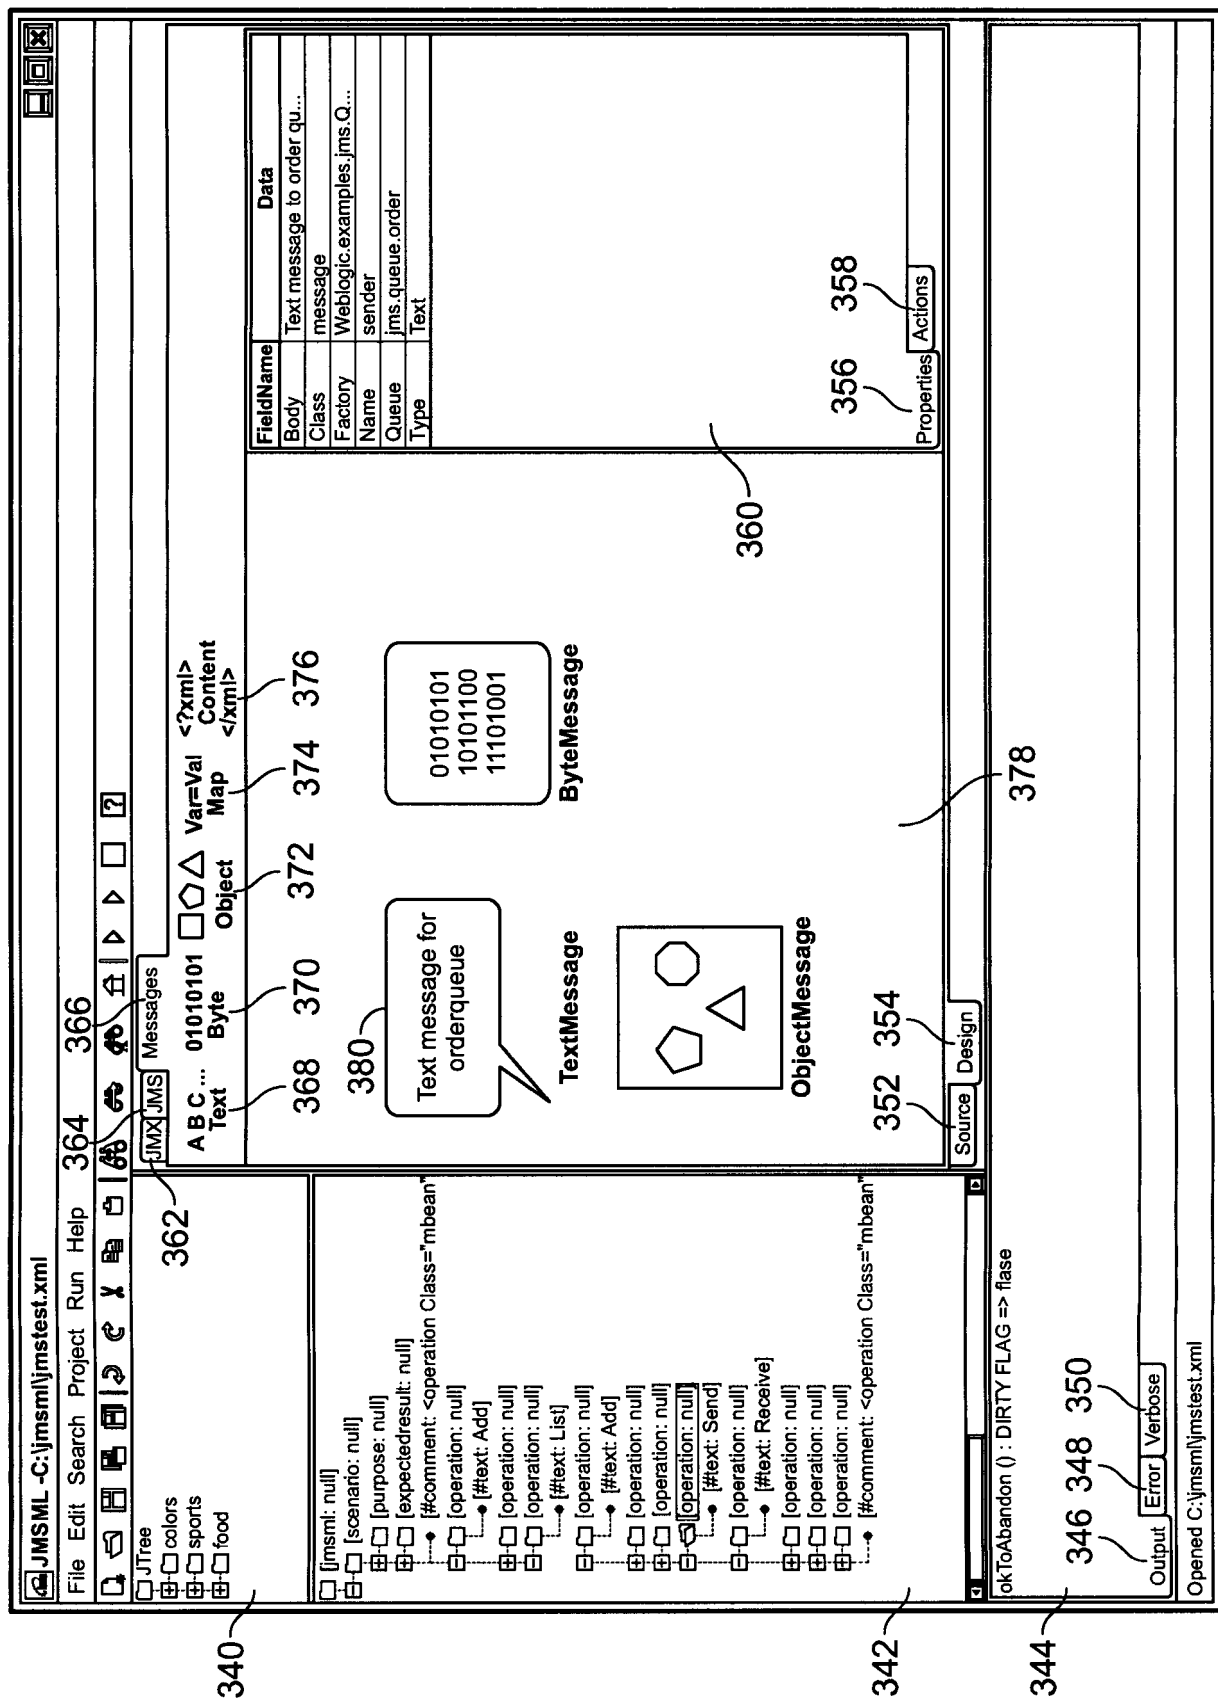 JMSML -C:\jmsml\jmstest.xml
File Edit Search Project Run Help
364
366
JTree
colors
sports
food
340
362
JMX
JMS
Messages
A B C ...
Text
0101010​1
Byte
Object
Var=Val
Map
<?xml>
Content
</xml>
368
370
372
374
376
[jmsml: null]
[scenario: null]
[purpose: null]
[expectedresult: null]
[#comment: <operation Class="mbean"
[operation: null]
[#text: Add]
[operation: null]
[operation: null]
[#text: List]
[operation: null]
[#text: Add]
[operation: null]
[operation: null]
[operation: null]
[#text: Send]
[operation: null]
[#text: Receive]
[operation: null]
[operation: null]
[operation: null]
[#comment: <operation Class="mbean"
342
380
Text message for
orderqueue
TextMessage
01010101
10101100
11101001
ByteMessage
ObjectMessage
378
352
354
Source
Design
FieldName Data
Body Text message to order qu...
Class message
Factory Weblogic.examples.jms.Q...
Name sender
Queue jms.queue.order
Type Text
360
356
358
Properties
Actions
344
okToAbandon () : DIRTY FLAG => flase
346
348
350
Output
Error
Verbose
Opened C:\jmsml\jmstest.xml